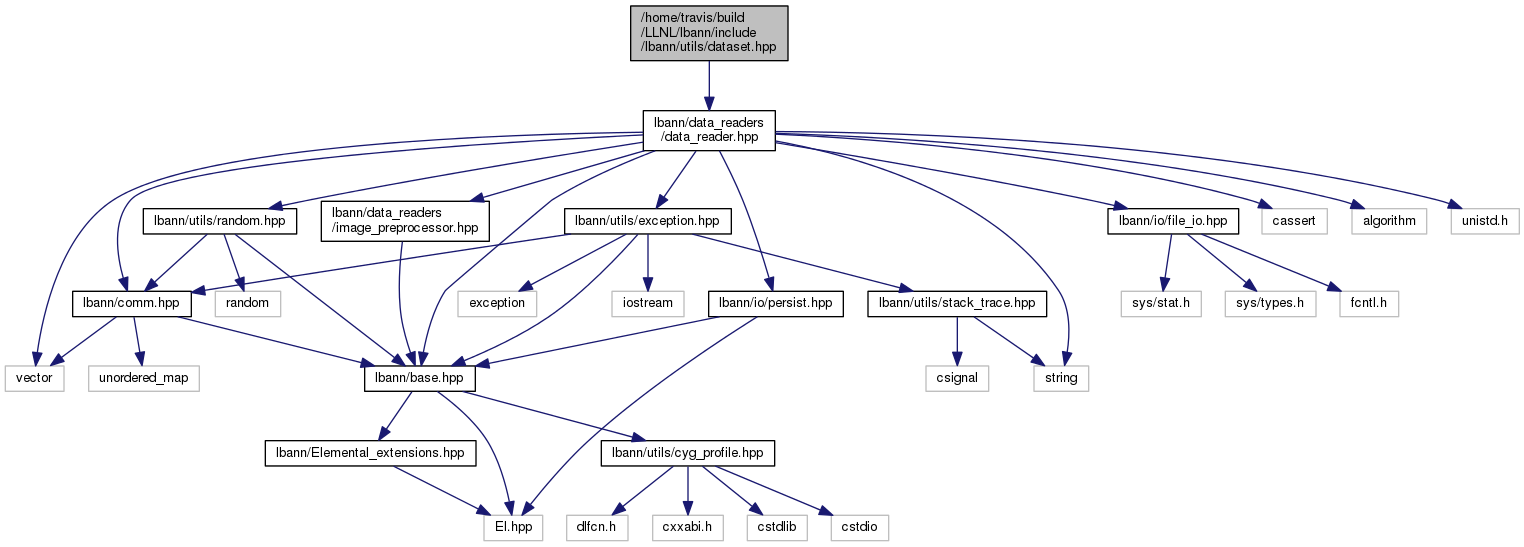 /home/travis/build
/LLNL/lbann/include
/lbann/utils/dataset.hpp
lbann/data_readers
/data_reader.hpp
lbann/utils/random.hpp
lbann/data_readers
/image_preprocessor.hpp
lbann/utils/exception.hpp
lbann/io/file_io.hpp
cassert
algorithm
unistd.h
lbann/comm.hpp
random
exception
iostream
lbann/io/persist.hpp
lbann/utils/stack_trace.hpp
sys/stat.h
sys/types.h
fcntl.h
vector
unordered_map
lbann/base.hpp
csignal
string
lbann/Elemental_extensions.hpp
lbann/utils/cyg_profile.hpp
El.hpp
dlfcn.h
cxxabi.h
cstdlib
cstdio